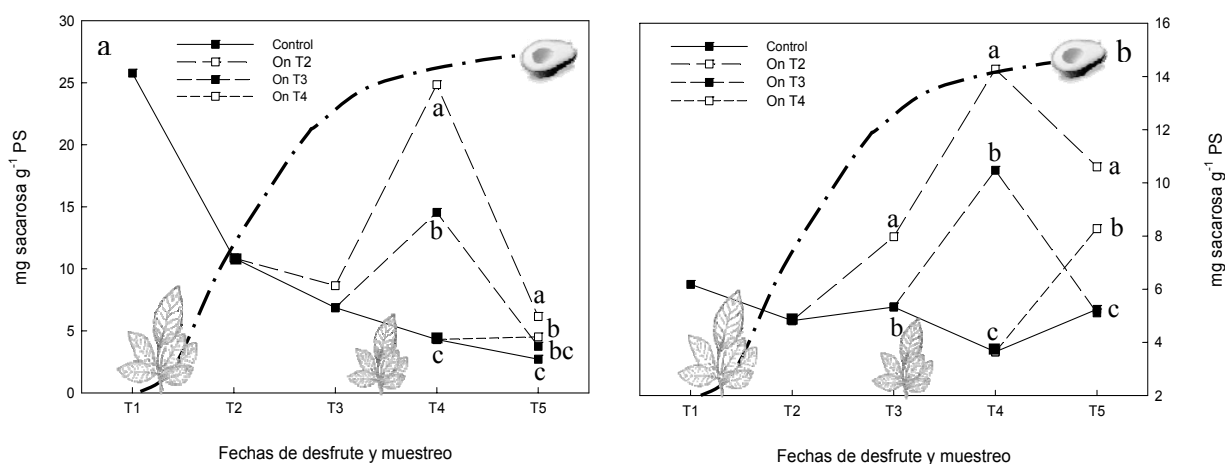 a
Control
On T2
On T3
On T4
30
25
20
15
10
5
0
mg sacarosa g⁻¹ PS
a
b
c
a
b
bc
c
T1 T2 T3 T4 T5
Fechas de desfrute y muestreo
b
Control
On T2
On T3
On T4
16
14
12
10
8
6
4
2
mg sacarosa g⁻¹ PS
a
b
a
b
c
a
b
c
T1 T2 T3 T4 T5
Fechas de desfrute y muestreo